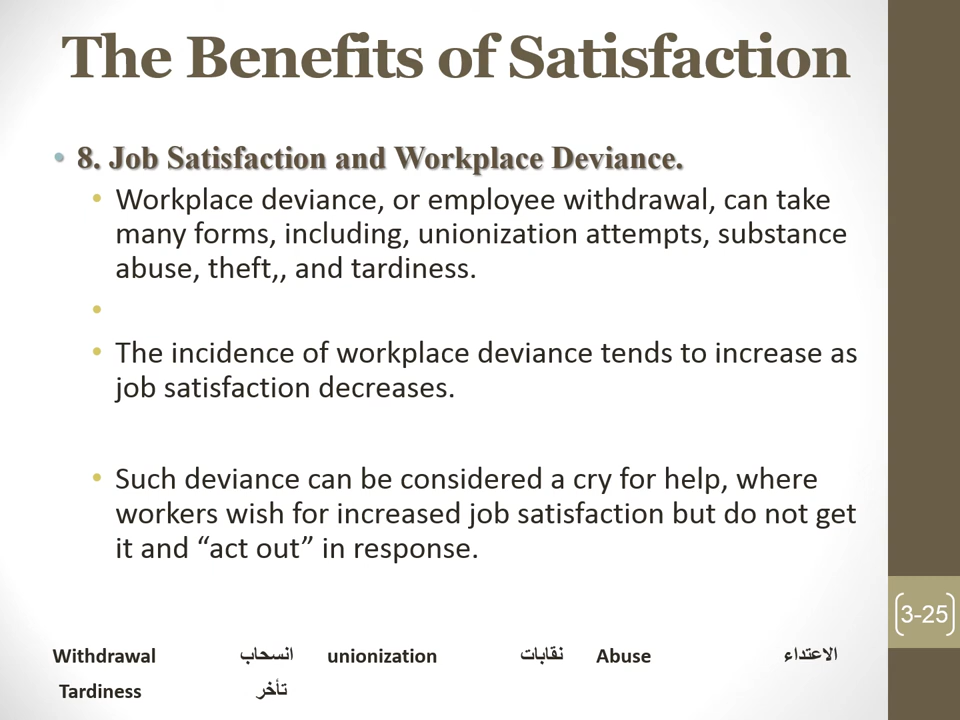 The Benefits of Satisfaction
• 8. Job Satisfaction and Workplace Deviance.
• Workplace deviance, or employee withdrawal, can take
many forms, including, unionization attempts, substance
abuse, theft,, and tardiness.
•
• The incidence of workplace deviance tends to increase as
job satisfaction decreases.
• Such deviance can be considered a cry for help, where
workers wish for increased job satisfaction but do not get
it and “act out” in response.
3-25
Withdrawal انسحاب unionization نقابات Abuse الاعتداء
Tardiness تأخر